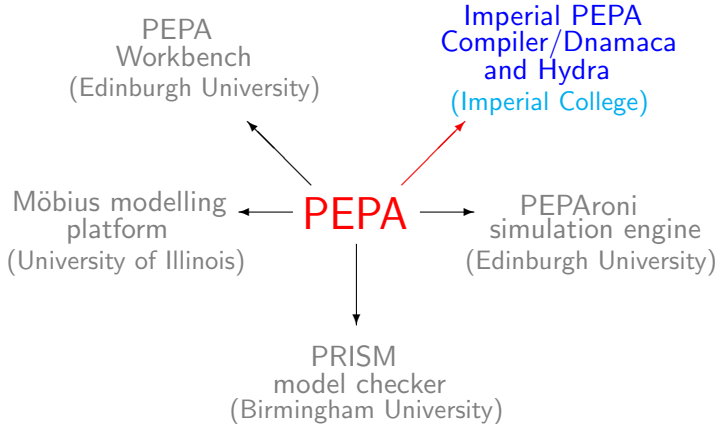 PEPA
Workbench
(Edinburgh University)
Imperial PEPA
Compiler/Dnamaca
and Hydra
(Imperial College)
Möbius modelling
platform
(University of Illinois)
PEPA
PEPAroni
simulation engine
(Edinburgh University)
PRISM
model checker
(Birmingham University)